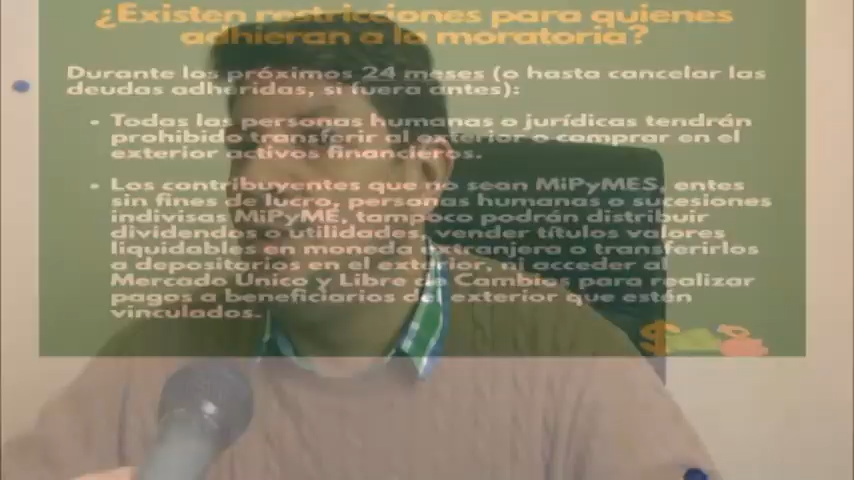 ¿Existen restricciones para quienes
adhieran a la moratoria?
Durante los próximos 24 meses (o hasta cancelar las
deudas adheridas, si fuera antes):
• Todas las personas humanas o jurídicas tendrán
prohibido transferir al exterior o comprar en el
exterior activos financieros.
• Los contribuyentes que no sean MiPyMES, entes
sin fines de lucro, personas humanas o sucesiones
indivisas MiPyME, tampoco podrán distribuir
dividendos o utilidades, vender títulos valores
liquidables en moneda extranjera o transferirlos
a depositarios en el exterior, ni acceder al
Mercado Único y Libre de Cambios para realizar
pagos a beneficiarios del exterior que estén
vinculados.